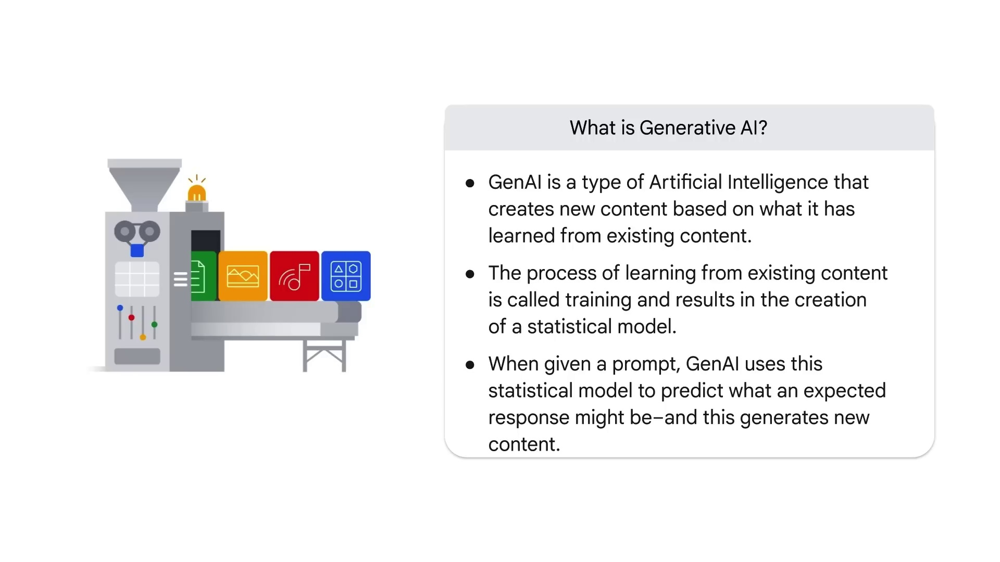 What is Generative AI?
● GenAI is a type of Artificial Intelligence that
creates new content based on what it has
learned from existing content.
● The process of learning from existing content
is called training and results in the creation
of a statistical model.
● When given a prompt, GenAI uses this
statistical model to predict what an expected
response might be–and this generates new
content.